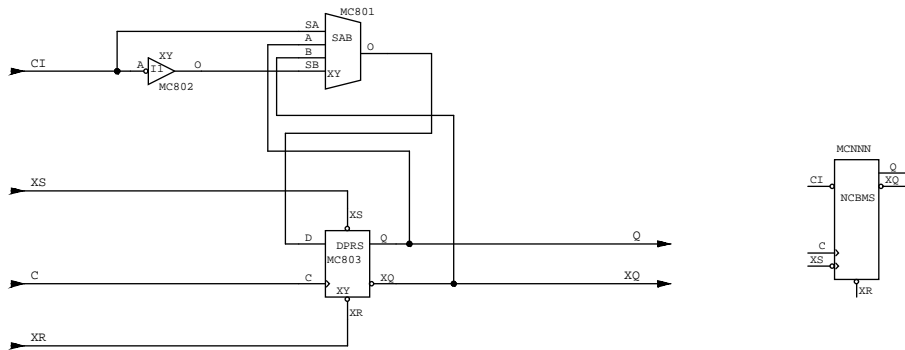 MC801
SA
SAB
A
O
B
XY
CI
A
I1
O
SB
XY
MC802
MCNNN
Q
CI
XQ
NCBMS
XS
XS
D
DPRS
Q
Q
C
MC803
XS
C
C
XQ
XQ
XY
XR
XR
XR